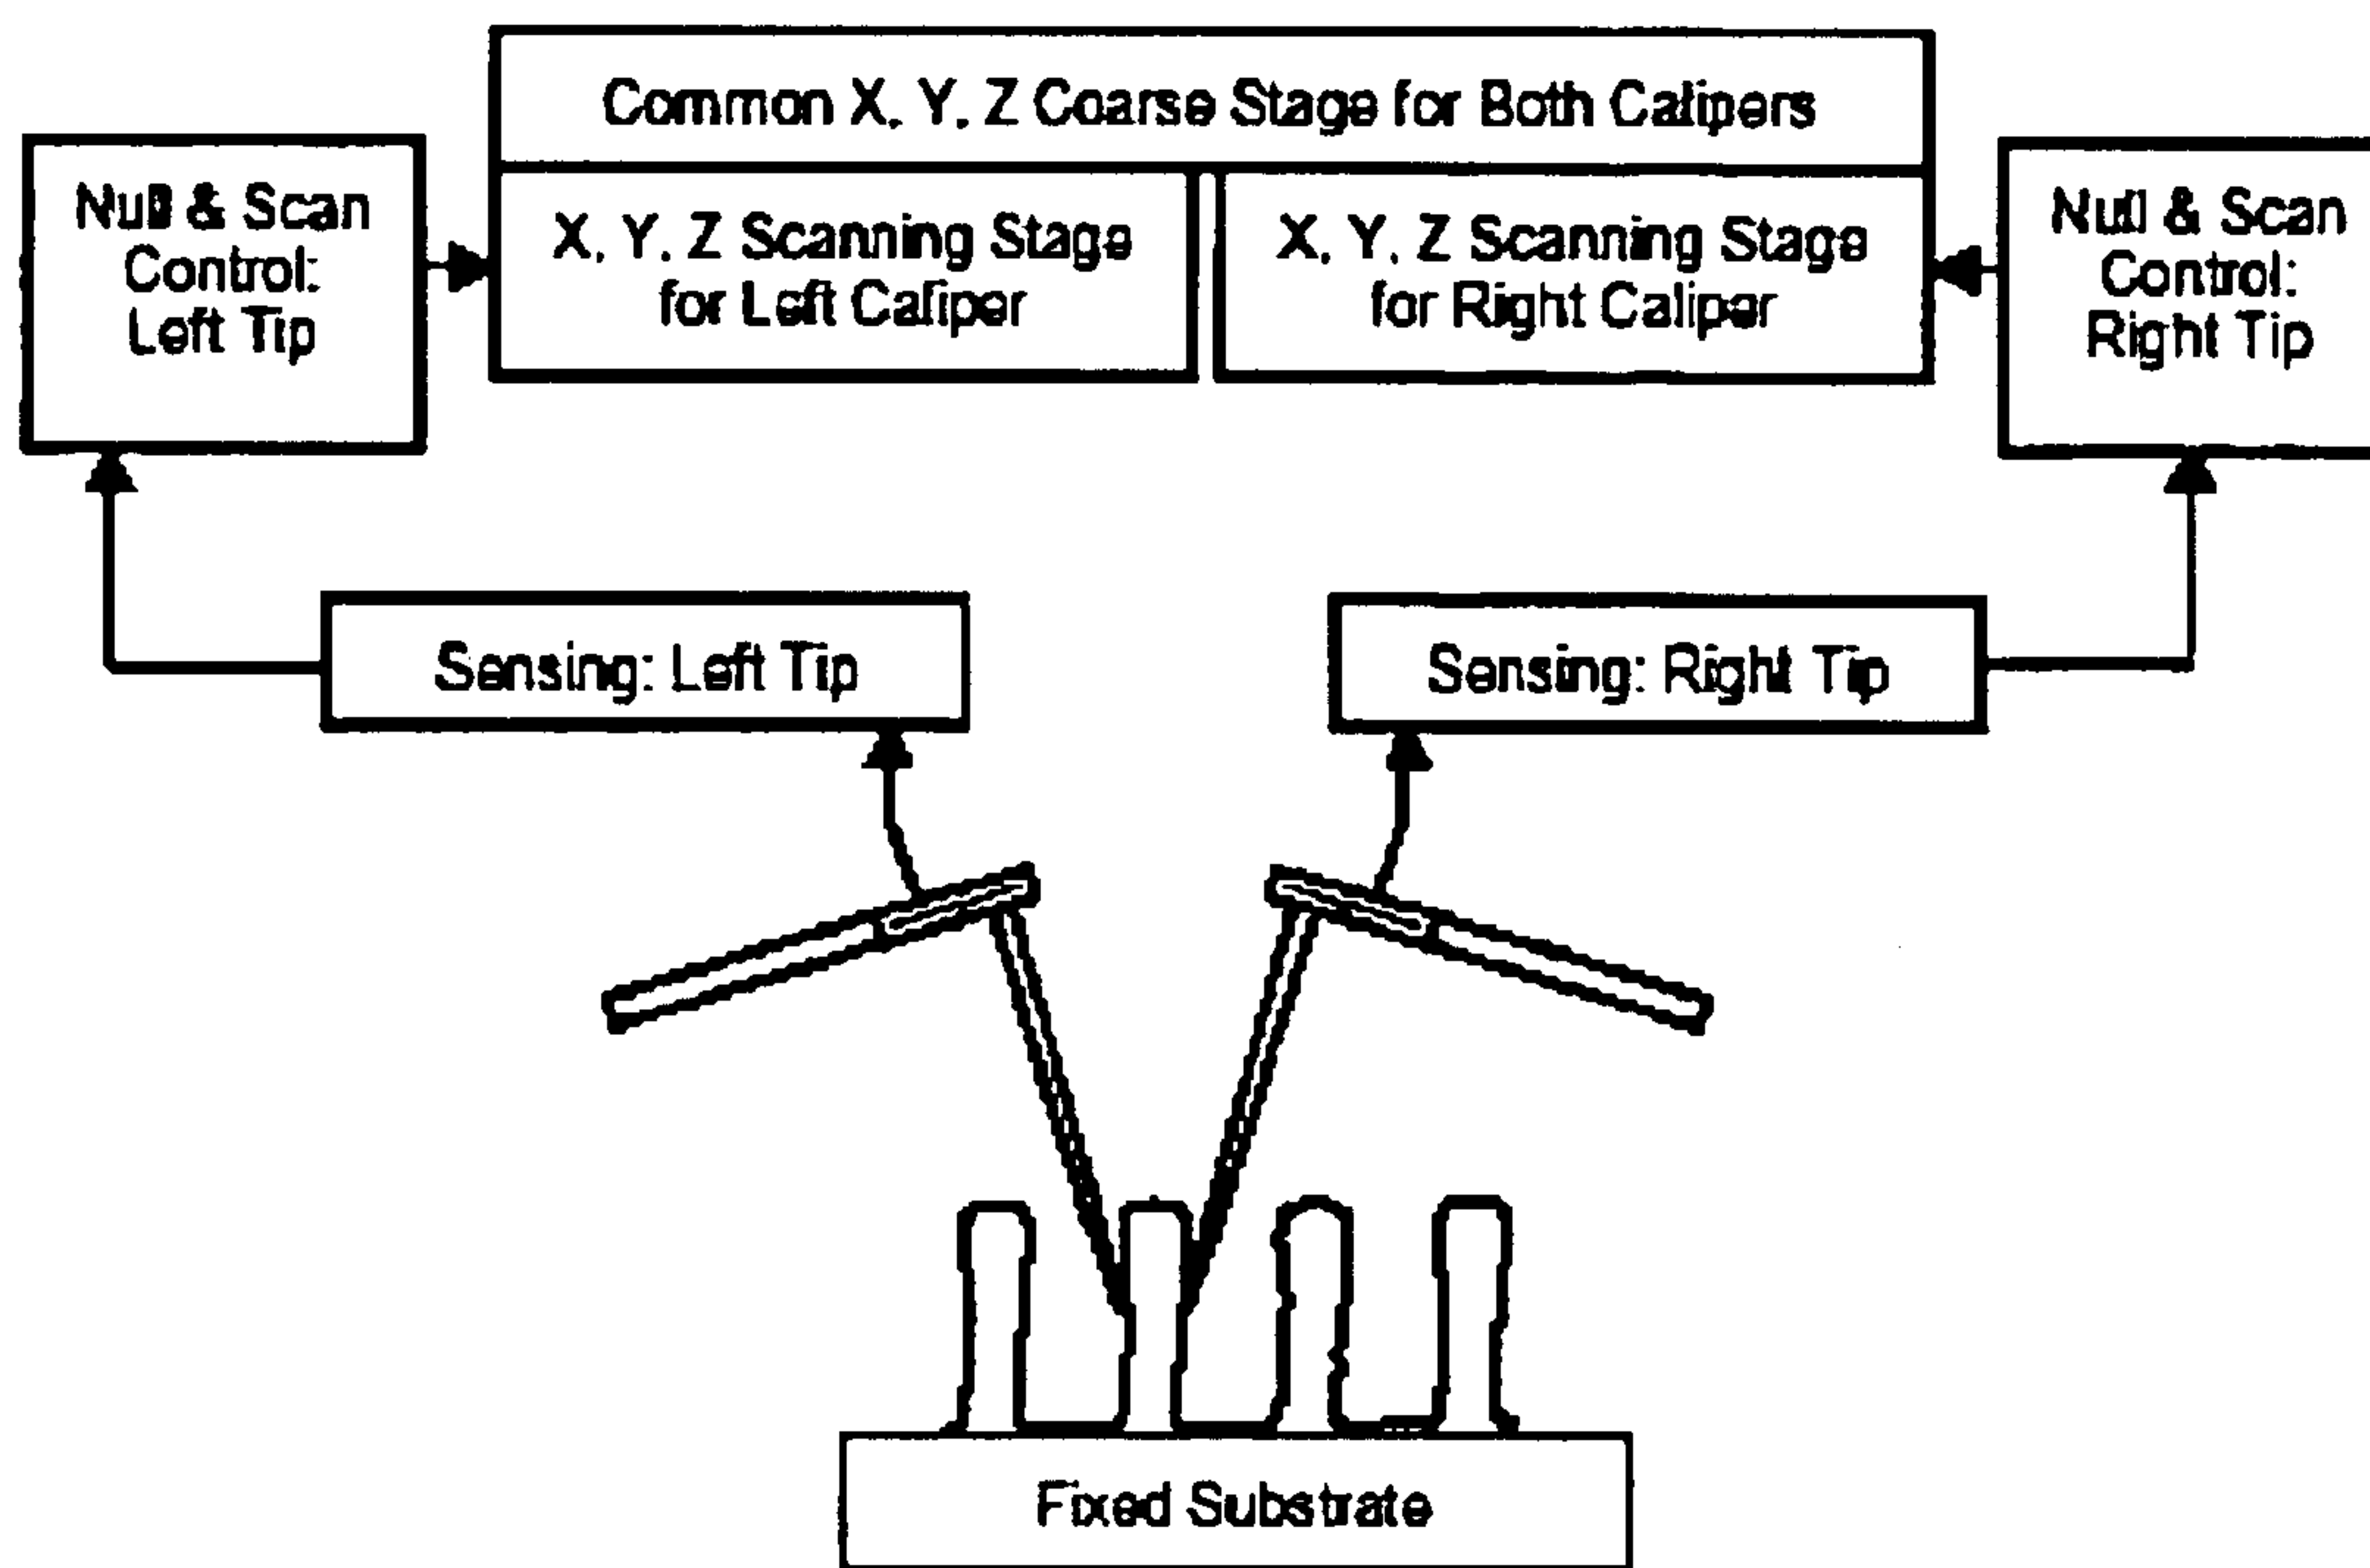 Common X, Y, Z Coarse Stage for Both Calipers
Null & Scan
Control:
Left Tip
X, Y, Z Scanning Stage
for Left Caliper
X, Y, Z Scanning Stage
for Right Caliper
Null & Scan
Control:
Right Tip
Sensing: Left Tip
Sensing: Right Tip
Fixed Substrate